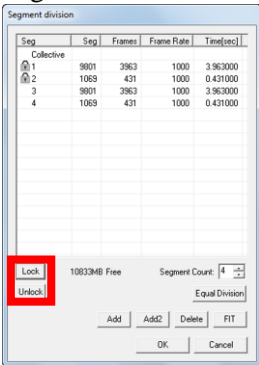 Segment division
Seg Seg Frames Frame Rate Time[sec]
Collective
1 9801 3963 1000 3.963000
2 1069 431 1000 0.431000
3 9801 3963 1000 3.963000
4 1069 431 1000 0.431000
Lock 10833MB Free Segment Count: 4
Unlock Equal Division
Add Add2 Delete FIT
OK Cancel